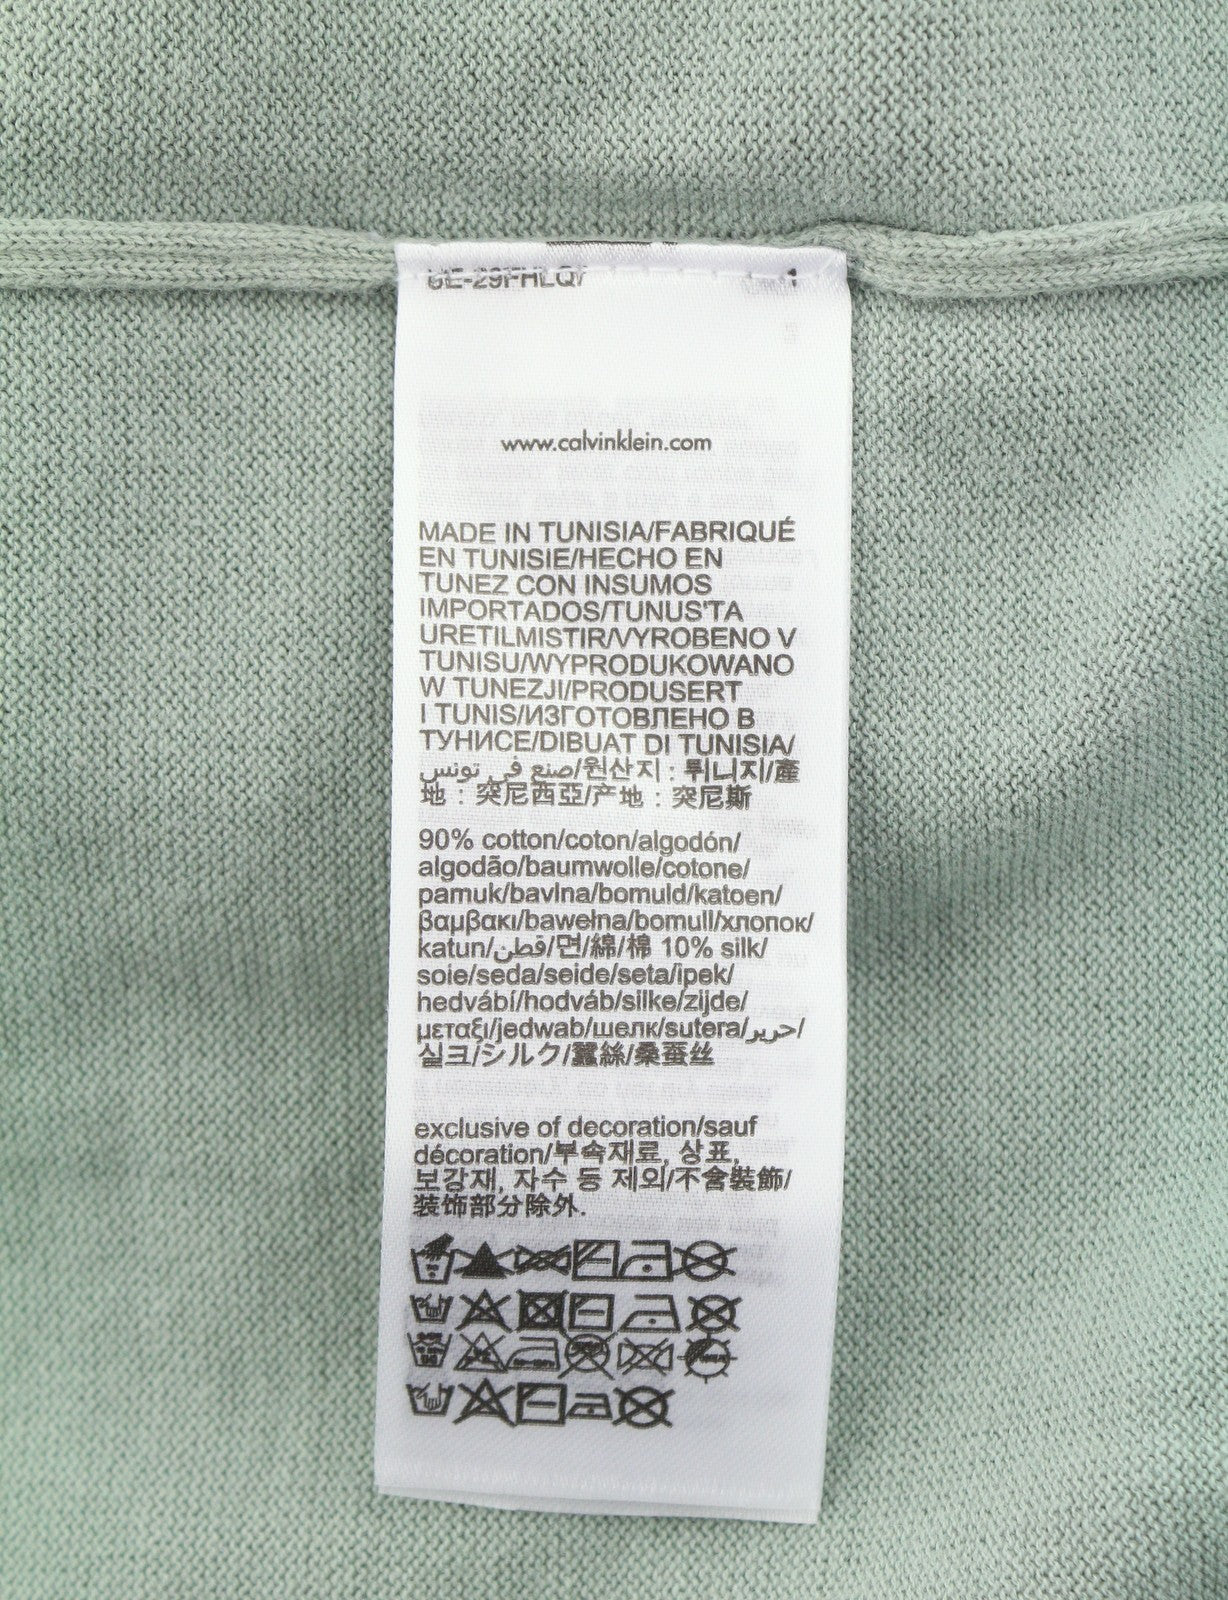 www.calvinklein.com
MADE IN TUNISIA/FABRIQUÉ
EN TUNISIE/HECHO EN
TUNEZ CON INSUMOS
IMPORTADOS/TUNUS'TA
URETILMISTIR/VYROBENO V
TUNISU/WYPRODUKOWANO
W TUNEZJI/PRODUSERT
I TUNIS/ИЗГОТОВЛЕНО В
ТУНИСЕ/DIBUAT DI TUNISIA/
صنع في تونس/원산지 : 튀니지/產
地 : 突尼西亞/产地 : 突尼斯
90% cotton/coton/algodón/
algodão/baumwolle/cotone/
pamuk/bavlna/bomuld/katoen/
βαμβακι/bawełna/bomull/хлопок/
katun/قطن/면/綿/棉 10% silk/
soie/seda/seide/seta/ipek/
hedvábí/hodváb/silke/zijde/
μεταξι/jedwab/шелк/sutera/حرير/
실크/シルク/蠶絲/桑蚕丝
exclusive of decoration/sauf
décoration/부속재료, 상표,
보강재, 자수 등 제외/不含裝飾/
装饰部分除外.